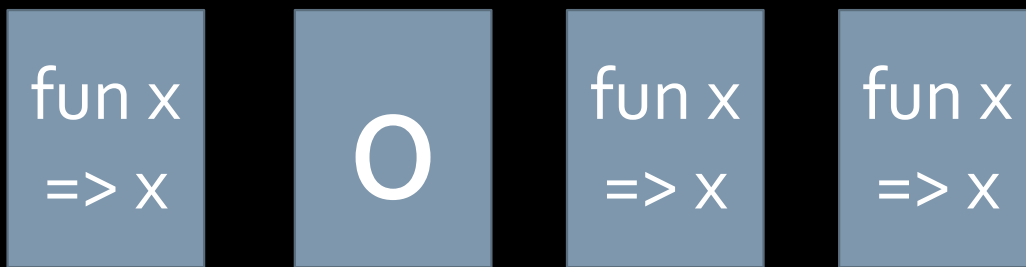 fun x
=> x
o
fun x
=> x
fun x
=> x